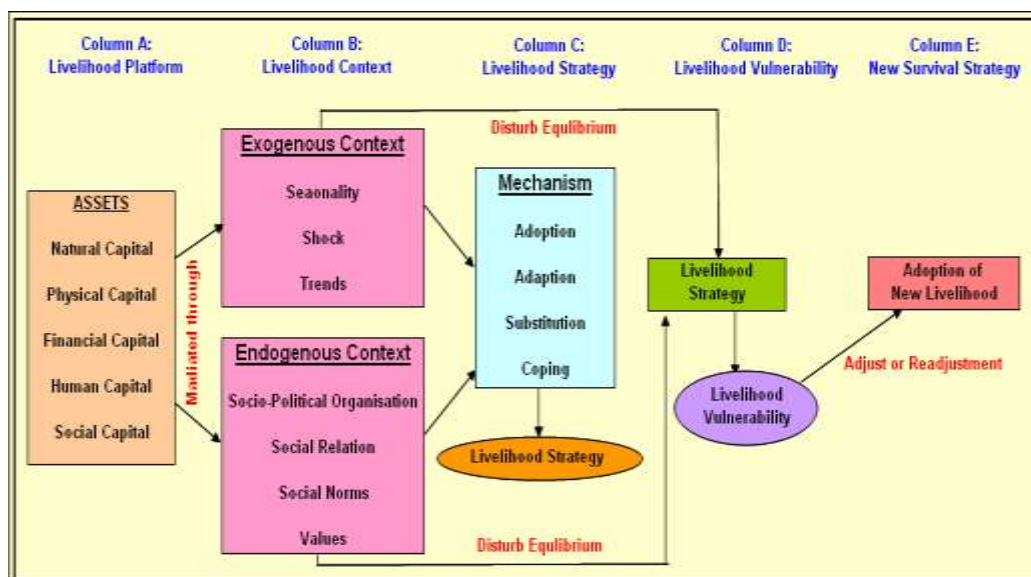 Column A:
Livelihood Platform
Column B:
Livelihood Context
Column C:
Livelihood Strategy
Column D:
Livelihood Vulnerability
Column E:
New Survival Strategy
ASSETS
Natural Capital
Physical Capital
Financial Capital
Human Capital
Social Capital
Madiated through
Exogenous Context
Seaonality
Shock
Trends
Endogenous Context
Socio-Political Organisation
Social Relation
Social Norms
Values
Disturb Equlibrium
Mechanism
Adoption
Adaption
Substitution
Coping
Livelihood Strategy
Disturb Equlibrium
Livelihood
Strategy
Livelihood
Vulnerability
Adoption of
New Livelihood
Adjust or Readjustment